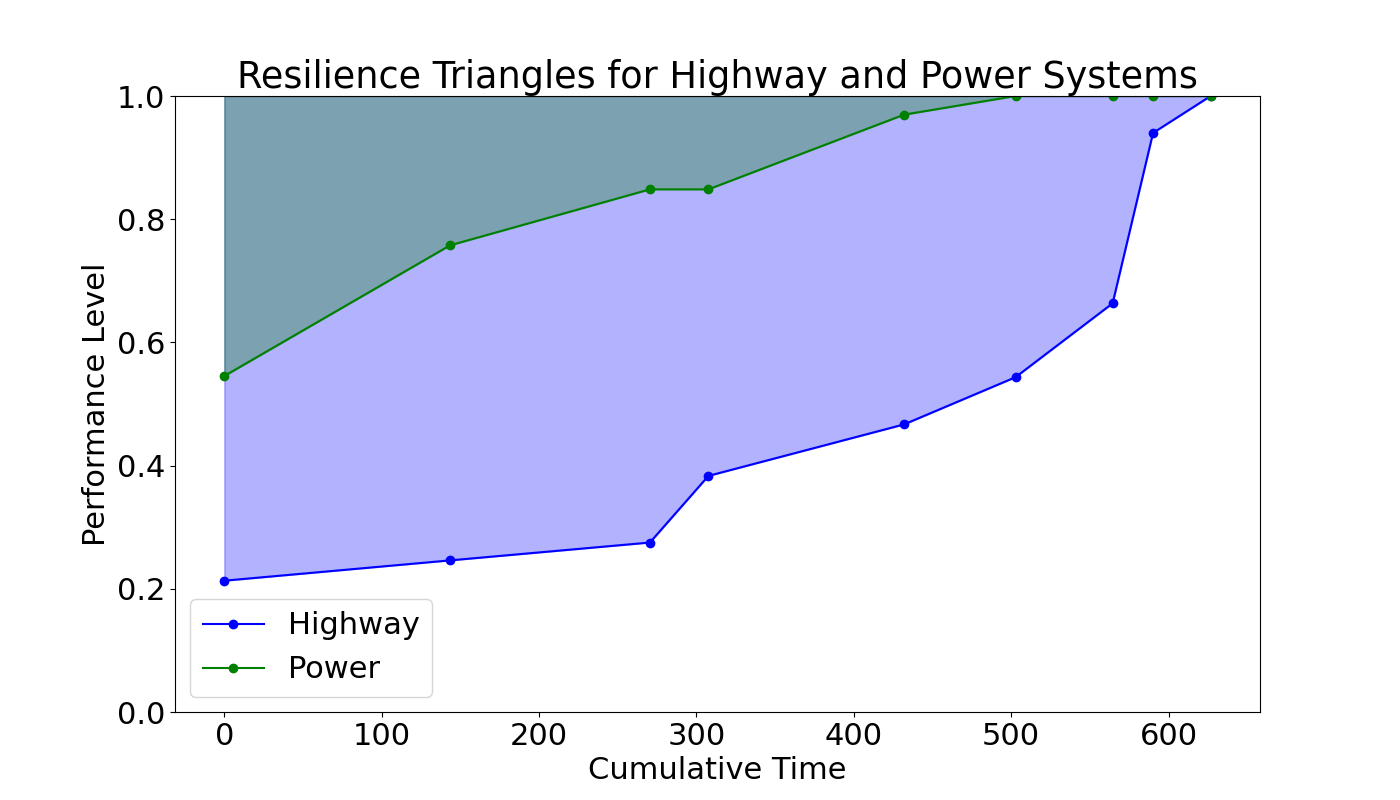 Resilience Triangles for Highway and Power Systems
1.0
0.8
0.6
0.4
0.2
0.0
Performance Level
Highway
Power
0 100 200 300 400 500 600
Cumulative Time